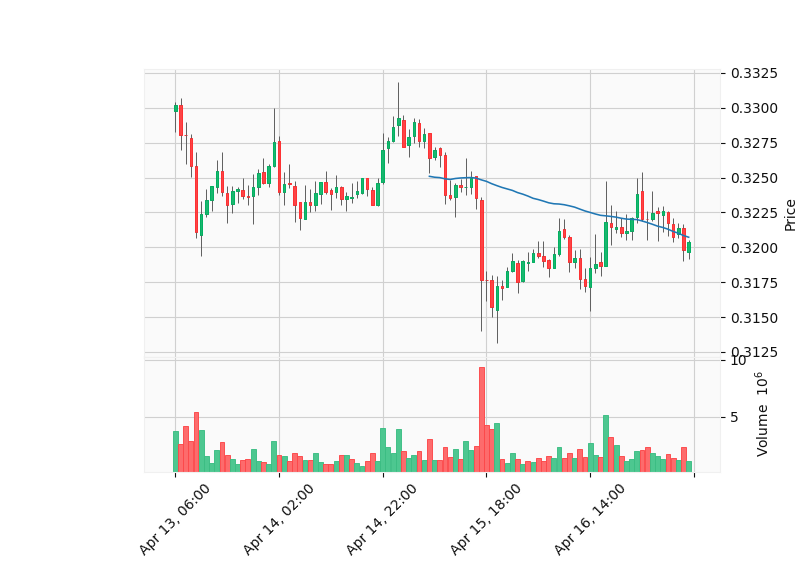 0.3325
0.3300
0.3275
0.3250
0.3225
0.3200
0.3175
0.3150
0.3125
Price
10
5
Volume 10^6
Apr 13, 06:00
Apr 14, 02:00
Apr 14, 22:00
Apr 15, 18:00
Apr 16, 14:00